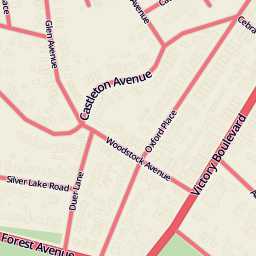 Glen Avenue
Avenue
Cebra
Castleton Avenue
Woodstock Avenue
Oxford Place
Victory Boulevard
Silver Lake Road
Duer Lane
Forest Avenue